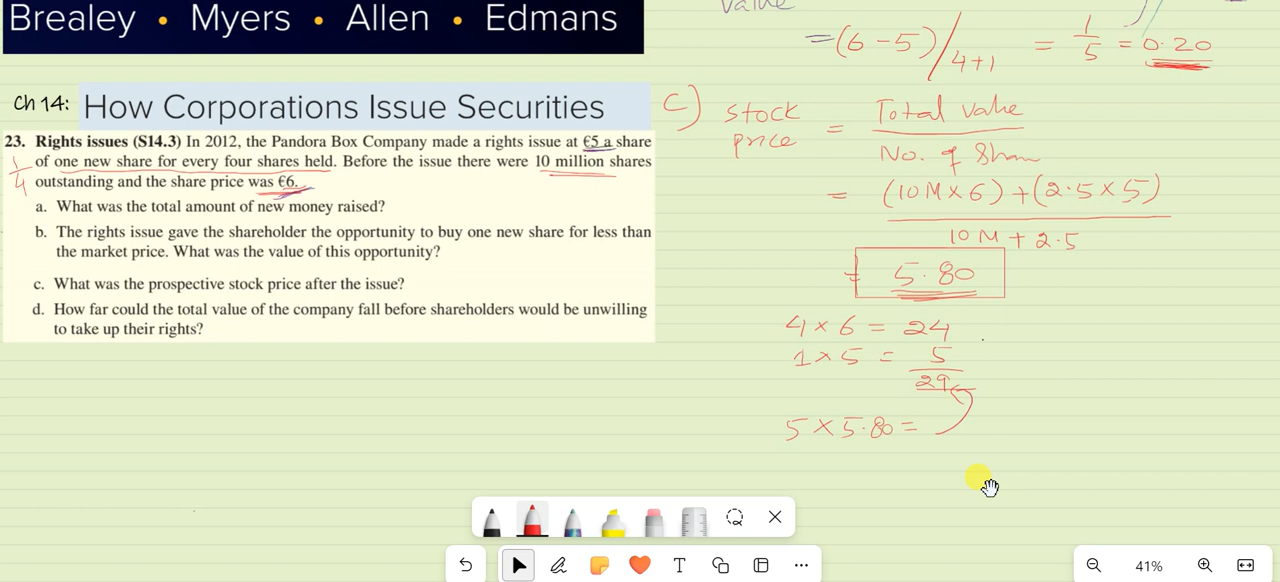 Brealey • Myers • Allen • Edmans
Ch 14: How Corporations Issue Securities
23. Rights issues (S14.3) In 2012, the Pandora Box Company made a rights issue at €5 a share
of one new share for every four shares held. Before the issue there were 10 million shares
outstanding and the share price was €6.
1/4
a. What was the total amount of new money raised?
b. The rights issue gave the shareholder the opportunity to buy one new share for less than
the market price. What was the value of this opportunity?
c. What was the prospective stock price after the issue?
d. How far could the total value of the company fall before shareholders would be unwilling
to take up their rights?
value
= (6 - 5) / 4+1 = 1/5 = 0.20
C) Stock price = Total value / No. of Share
= (10M × 6) + (2.5 × 5) / 10 M + 2.5
= 5.80
4 × 6 = 24
1 × 5 = 5
29
5 × 5.80 =
41%